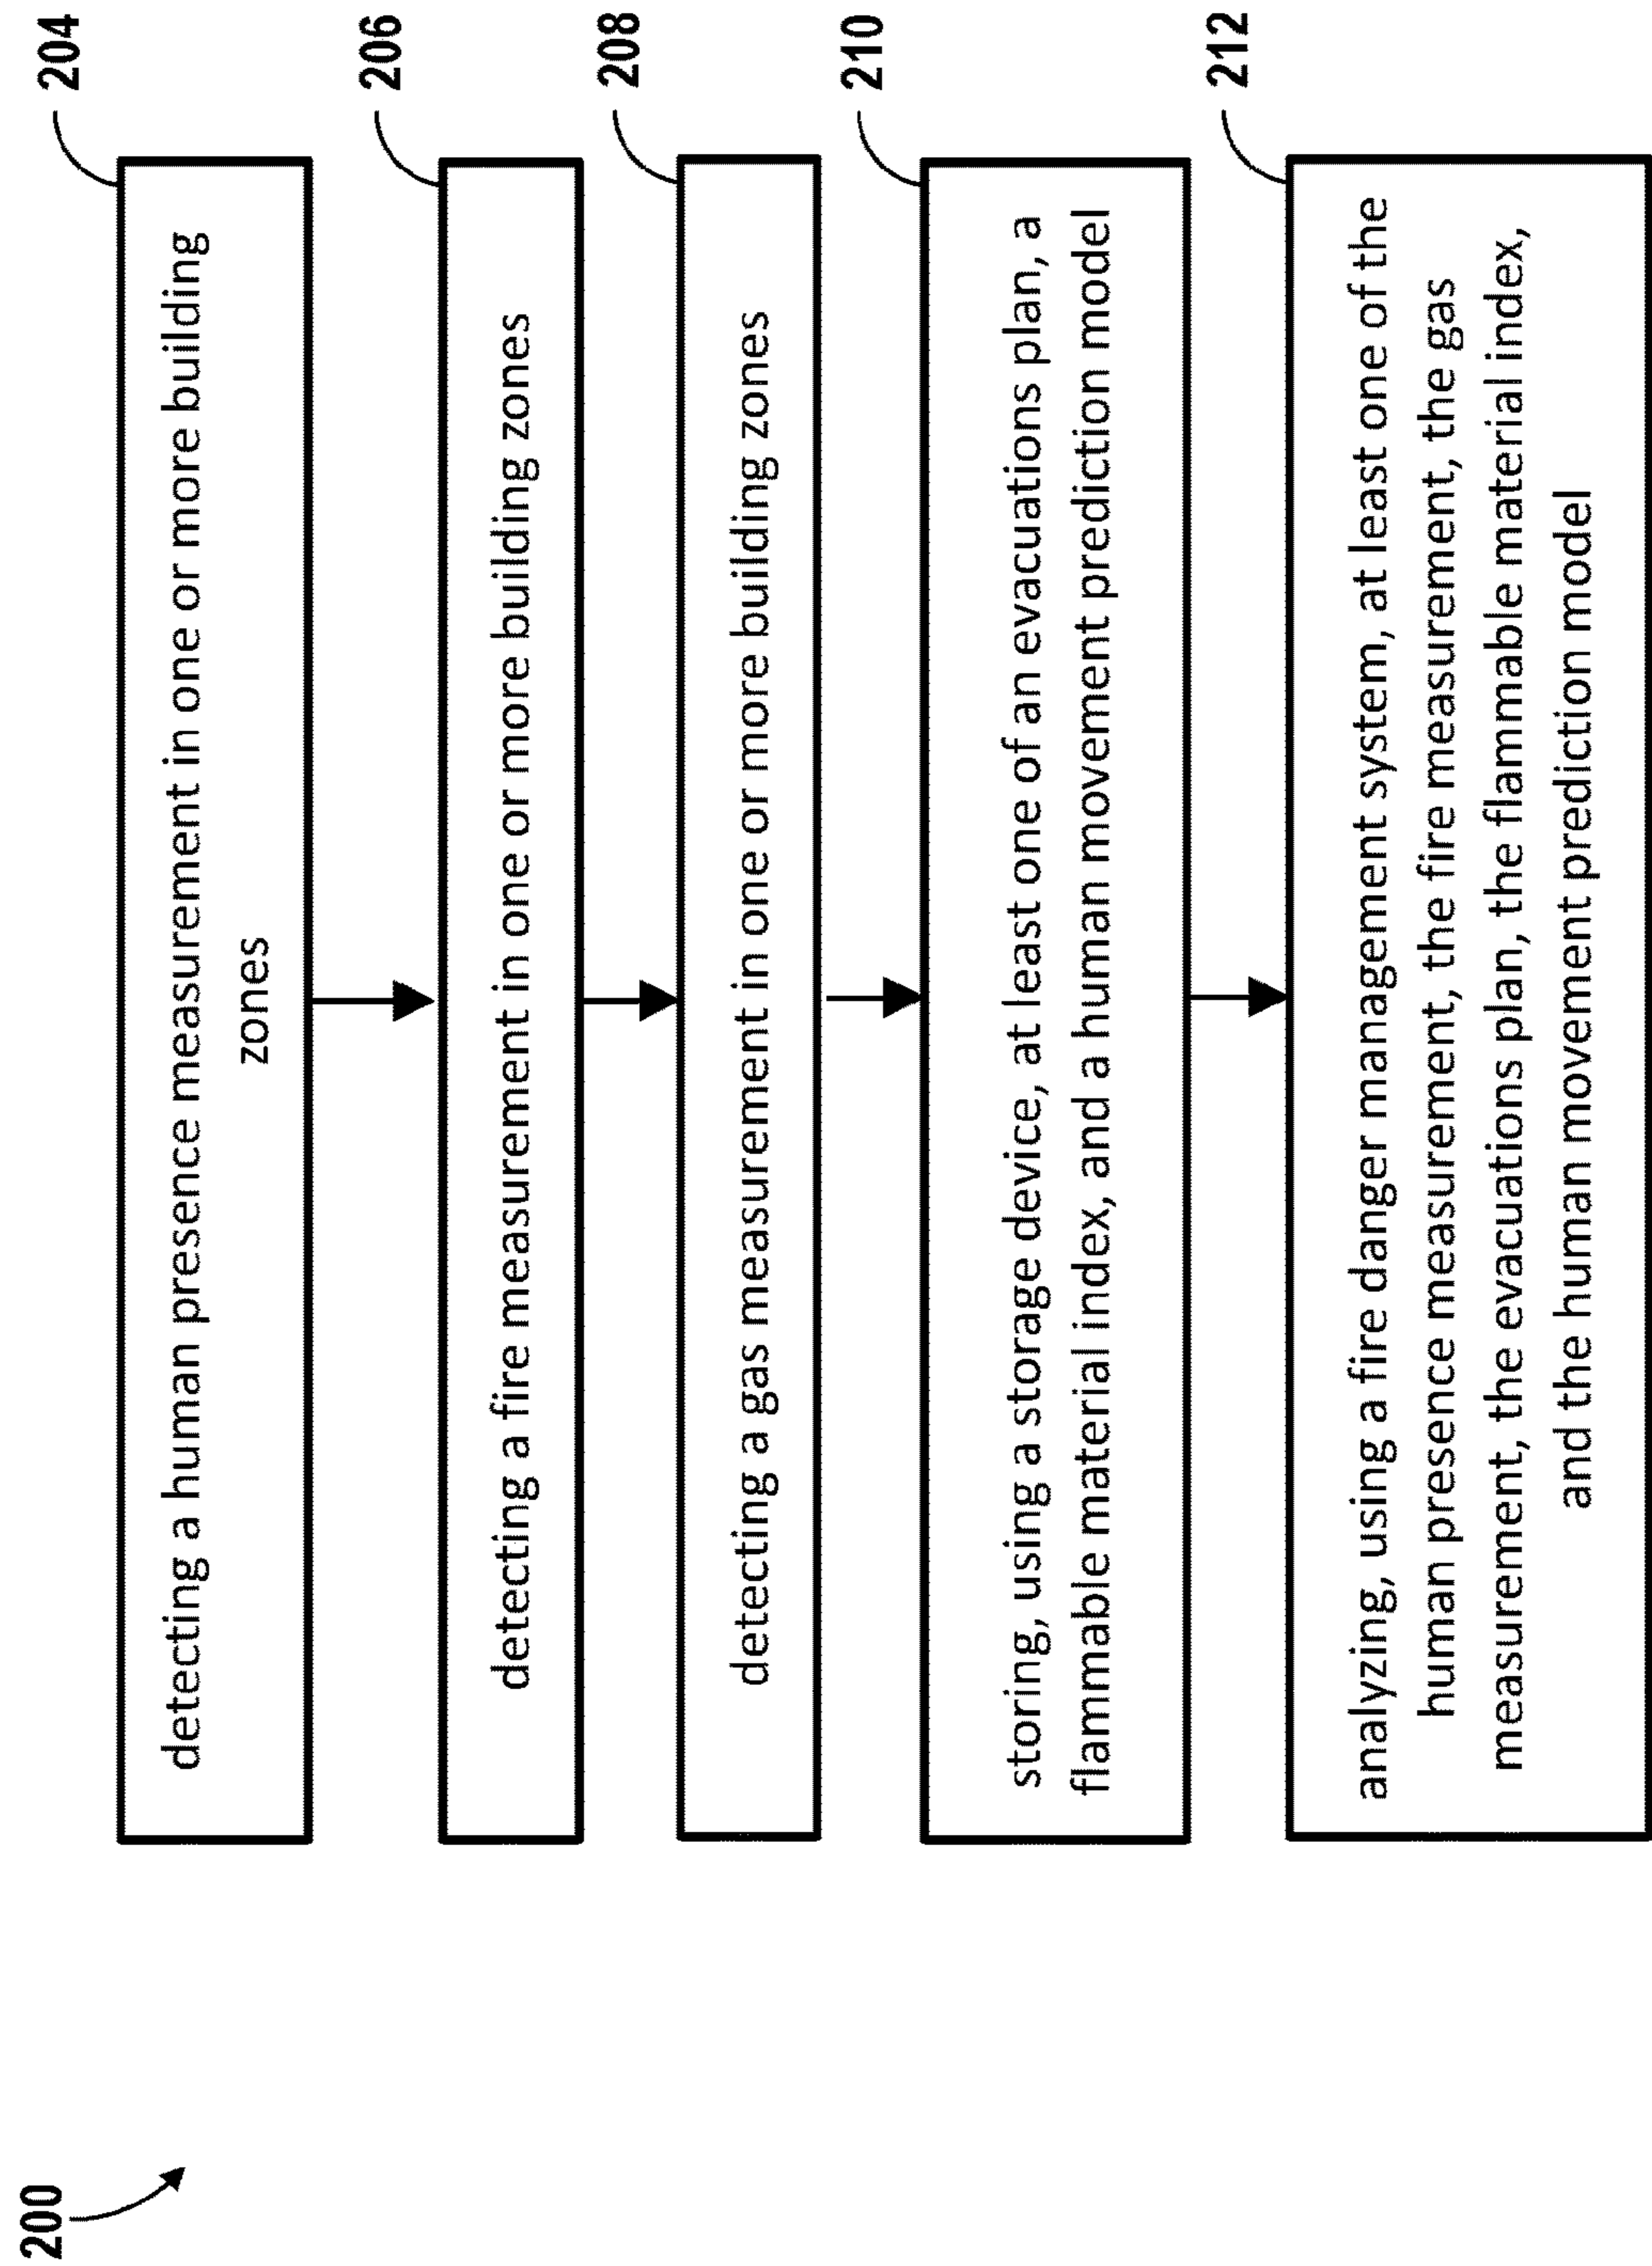 200
204
detecting a human presence measurement in one or more building
zones
206
detecting a fire measurement in one or more building zones
208
detecting a gas measurement in one or more building zones
210
storing, using a storage device, at least one of an evacuations plan, a
flammable material index, and a human movement prediction model
212
analyzing, using a fire danger management system, at least one of the
human presence measurement, the fire measurement, the gas
measurement, the evacuations plan, the flammable material index,
and the human movement prediction model